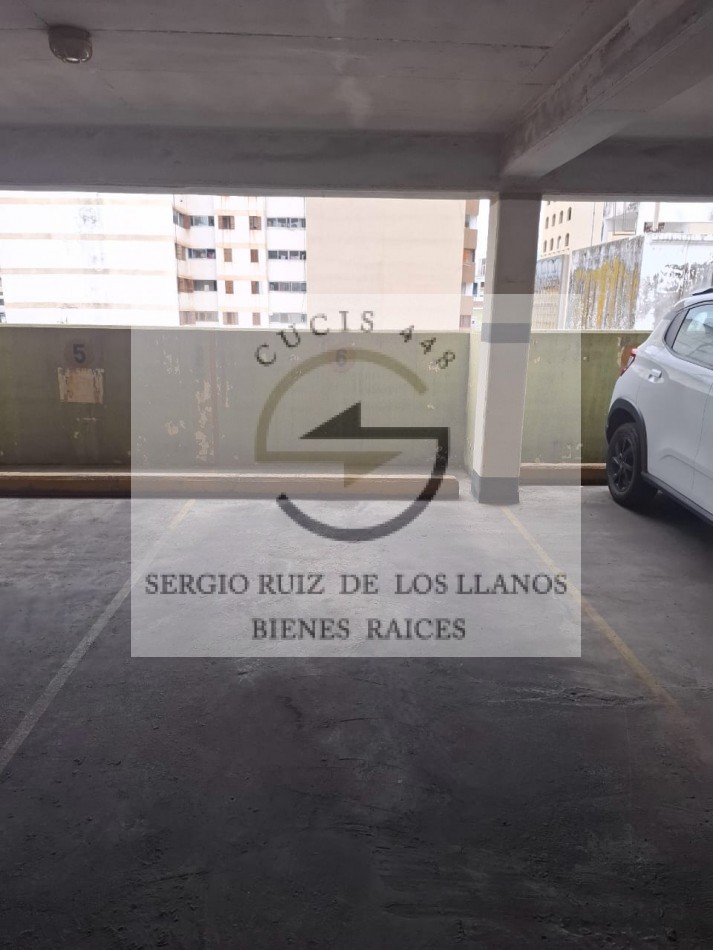 5
6
CUCIS 448
SERGIO RUIZ DE LOS LLANOS
BIENES RAICES